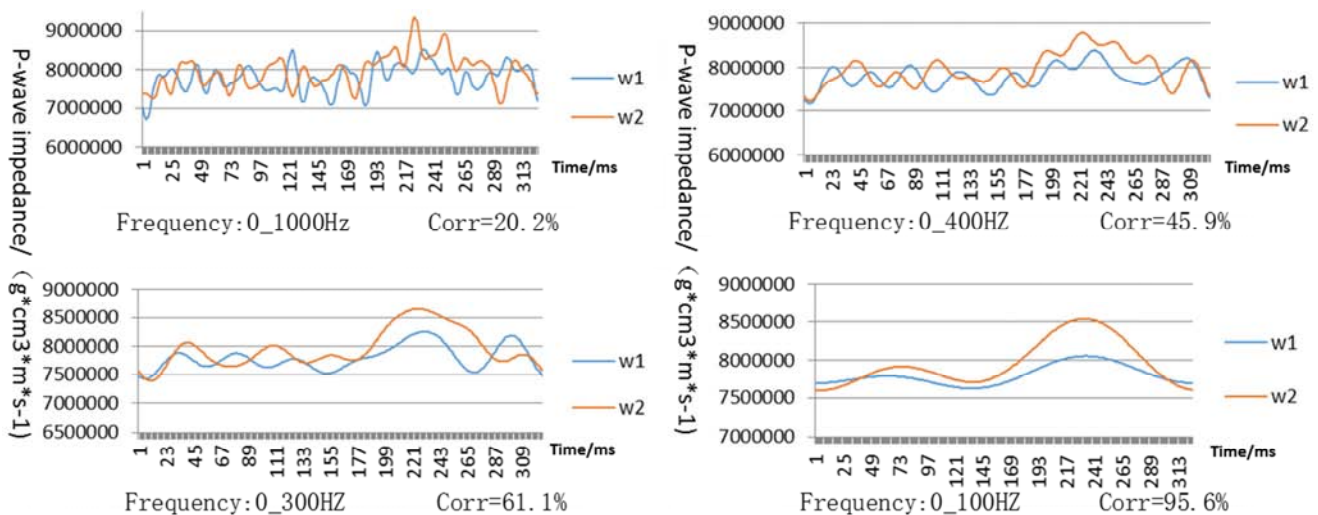 P-wave impedance/（g*cm3*m*s-1)
9000000
8000000
7000000
6000000
1 25 49 73 97 121 145 169 193 217 241 265 289 313
Time/ms
w1
w2
Frequency:0_1000Hz Corr=20.2%
P-wave impedance/（g*cm3*m*s-1)
9000000
8000000
7000000
6000000
1 23 45 67 89 111 133 155 177 199 221 243 265 287 309
Time/ms
w1
w2
Frequency:0_400HZ Corr=45.9%
9000000
8500000
8000000
7500000
7000000
6500000
1 23 45 67 89 111 133 155 177 199 221 243 265 287 309
Time/ms
w1
w2
Frequency:0_300HZ Corr=61.1%
9000000
8500000
8000000
7500000
7000000
1 25 49 73 97 121 145 169 193 217 241 265 289 313
Time/ms
w1
w2
Frequency:0_100HZ Corr=95.6%